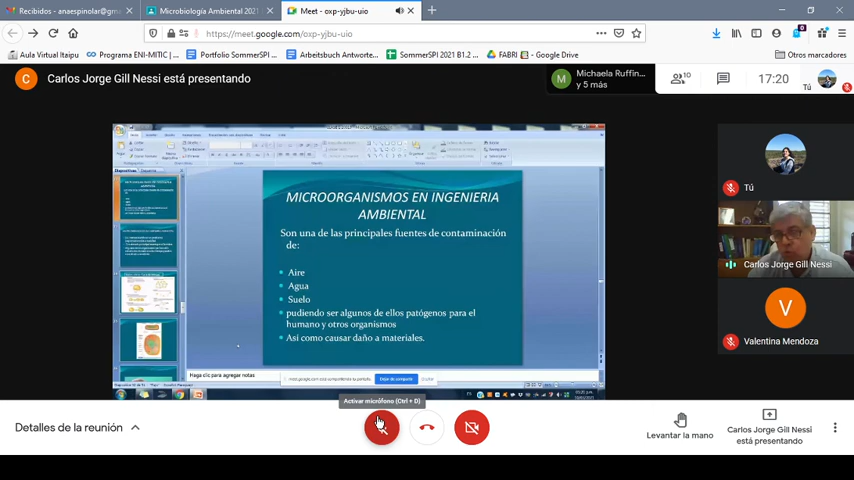 Recibidos - anaespinolar@gma
Microbiología Ambiental 2021
Meet - oxp-yjbu-uio
https://meet.google.com/oxp-yjbu-uio
Aula Virtual Itaipu
Programa ENI-MITIC
Portfolio SommerSPI
Arbeitsbuch Antworte...
SommerSPI 2021 B1.2 ...
FABRI - Google Drive
Otros marcadores
C
Carlos Jorge Gill Nessi está presentando
M
Michaela Ruffin...
y 5 más
10
17:20
Tú
MICROORGANISMOS EN INGENIERIA
AMBIENTAL
Son una de las principales fuentes de contaminación
de:
Aire
Agua
Suelo
pudiendo ser algunos de ellos patógenos para el
humano y otros organismos
Asi como causar daño a materiales.
Haga clic para agregar notas
Dejar de compartir
Tú
Carlos Jorge Gill Nessi
V
Valentina Mendoza
Activar micrófono (Ctrl + D)
Detalles de la reunión
Levantar la mano
Carlos Jorge Gill Nessi
está presentando